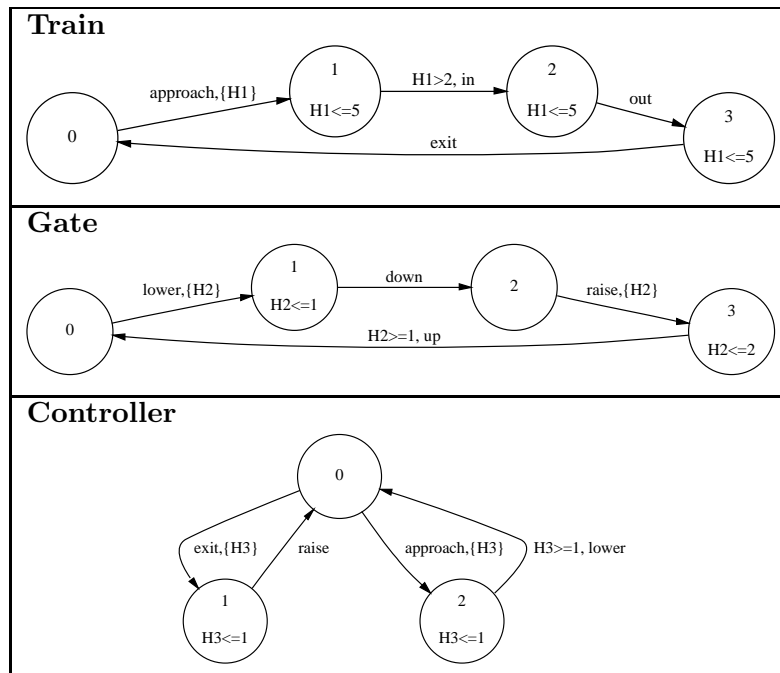 Train
0
approach,{H1}
1
H1<=5
H1>2, in
2
H1<=5
out
3
H1<=5
exit
Gate
0
lower,{H2}
1
H2<=1
down
2
raise,{H2}
3
H2<=2
H2>=1, up
Controller
0
exit,{H3}
raise
approach,{H3}
H3>=1, lower
1
H3<=1
2
H3<=1